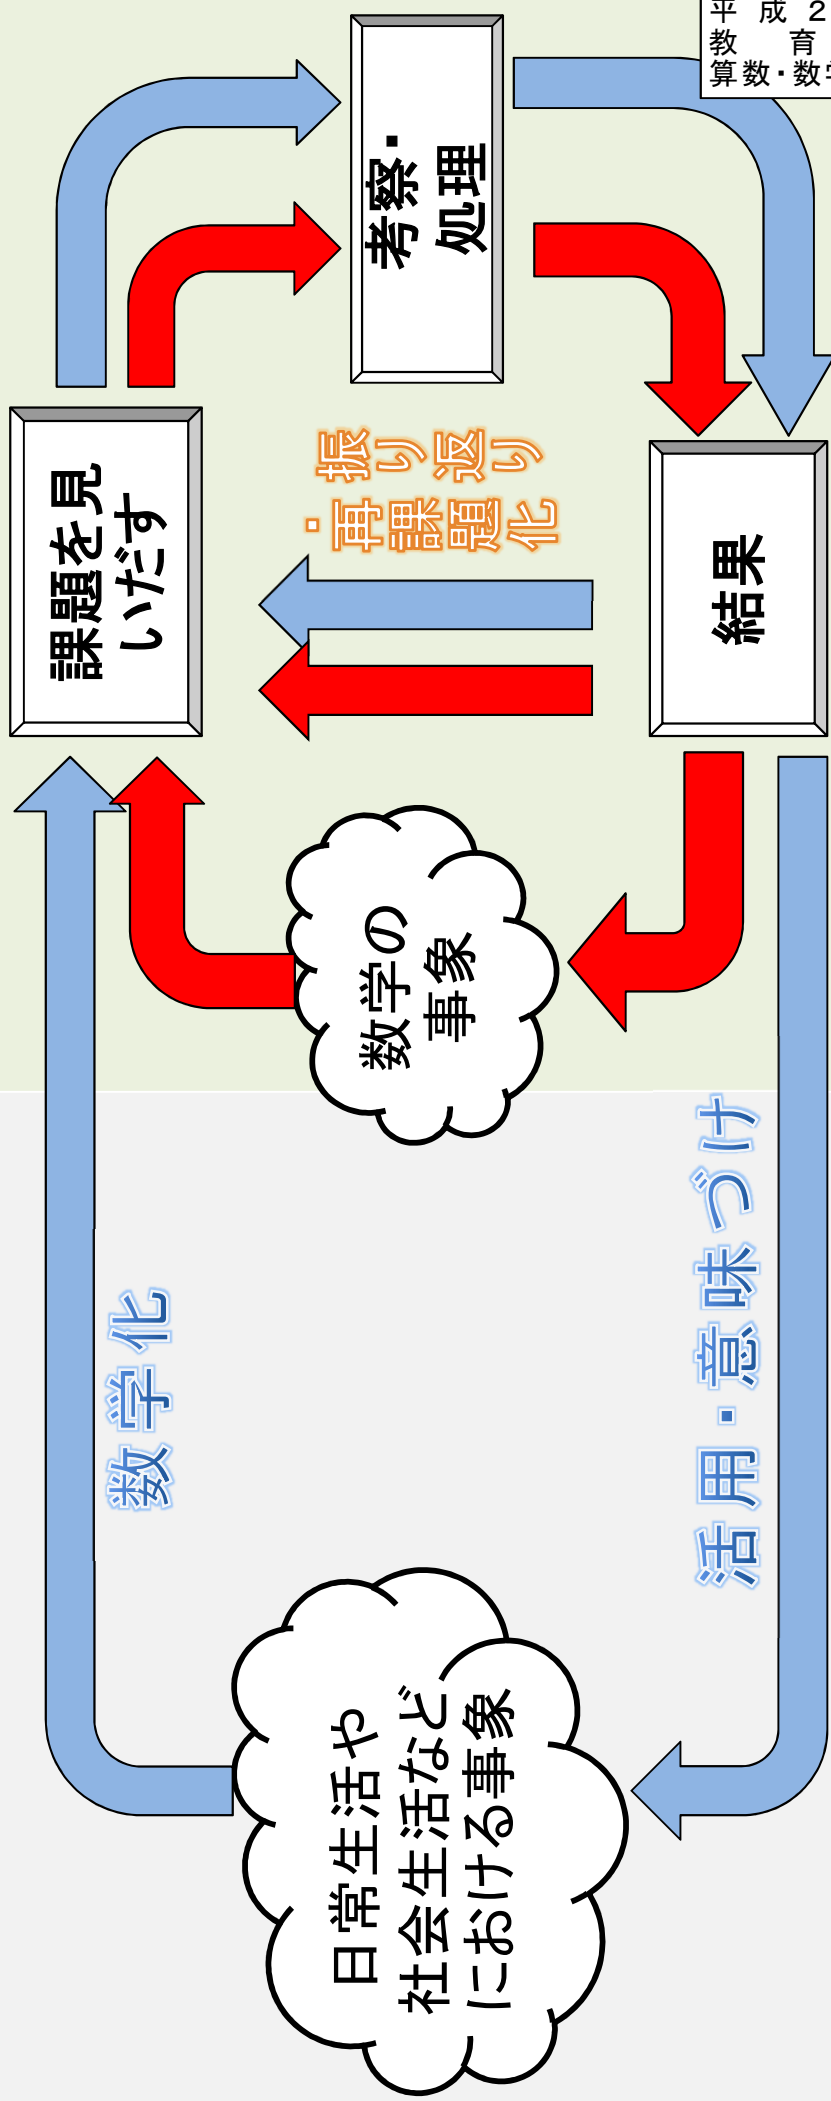 平成2
教育
算数・数学
数学化
日常生活や
社会生活など
における事象
活用・意味づけ
数学の
事象
課題を見
いだす
振り返り
・再課題化
考察・
処理
結果